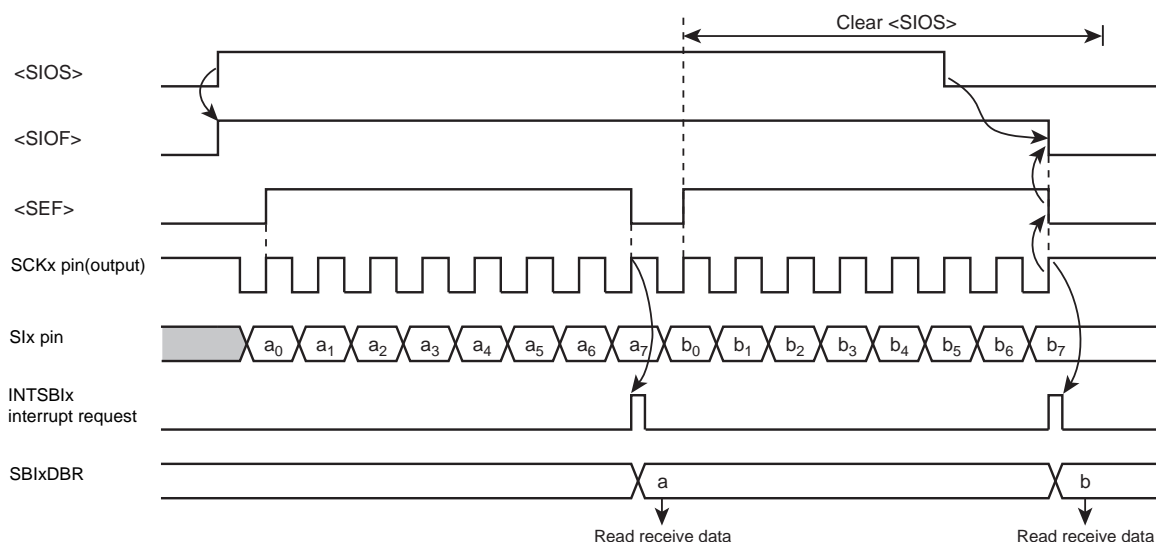 Clear <SIOS>
<SIOS>
<SIOF>
<SEF>
SCKx pin(output)
SIx pin
a0 a1 a2 a3 a4 a5 a6 a7 b0 b1 b2 b3 b4 b5 b6 b7
INTSBIx
interrupt request
SBIxDBR
a b
Read receive data Read receive data